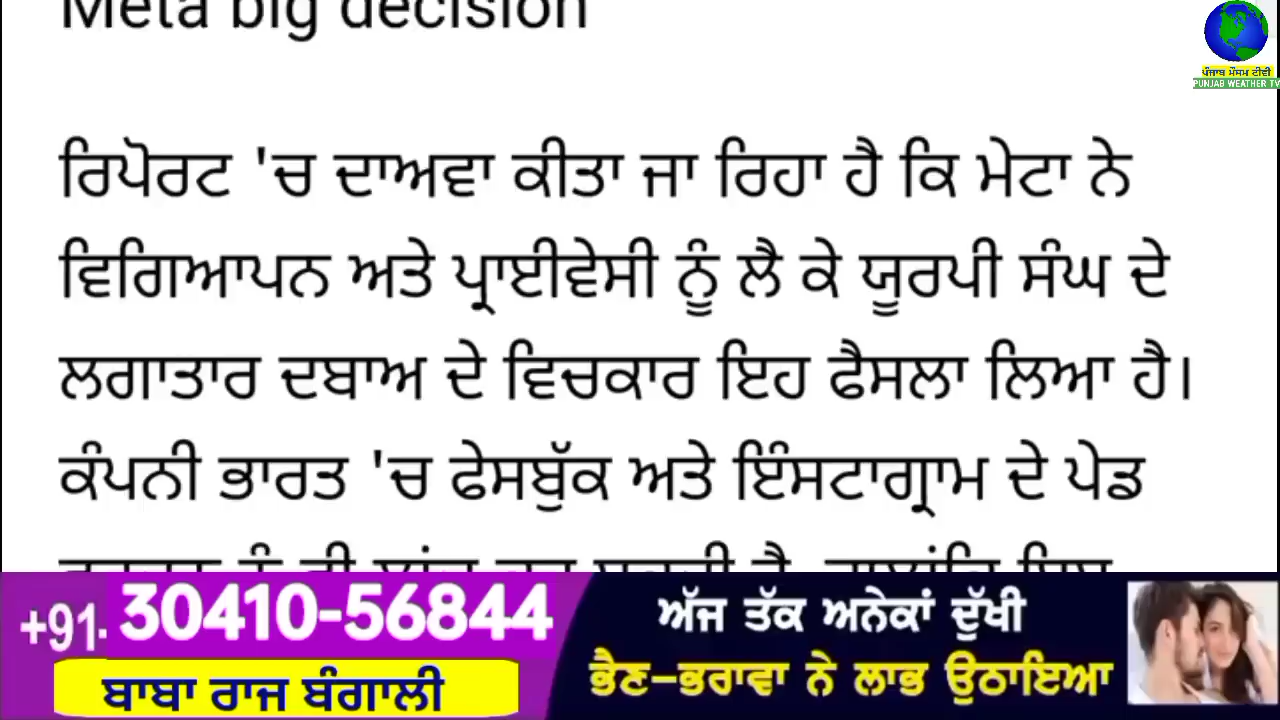 Meta big decision
ਪੰਜਾਬ ਮੌਸਮ ਟੀਵੀ
PUNJAB WEATHER TV
ਰਿਪੋਰਟ 'ਚ ਦਾਅਵਾ ਕੀਤਾ ਜਾ ਰਿਹਾ ਹੈ ਕਿ ਮੇਟਾ ਨੇ
ਵਿਗਿਆਪਨ ਅਤੇ ਪ੍ਰਾਈਵੇਸੀ ਨੂੰ ਲੈ ਕੇ ਯੂਰਪੀ ਸੰਘ ਦੇ
ਲਗਾਤਾਰ ਦਬਾਅ ਦੇ ਵਿਚਕਾਰ ਇਹ ਫੈਸਲਾ ਲਿਆ ਹੈ।
ਕੰਪਨੀ ਭਾਰਤ 'ਚ ਫੇਸਬੁੱਕ ਅਤੇ ਇੰਸਟਾਗ੍ਰਾਮ ਦੇ ਪੇਡ
+91-30410-56844
ਬਾਬਾ ਰਾਜ ਬੰਗਾਲੀ
ਅੱਜ ਤੱਕ ਅਨੇਕਾਂ ਦੁੱਖੀ
ਭੈਣ-ਭਰਾਵਾ ਨੇ ਲਾਭ ਉਠਾਇਆ